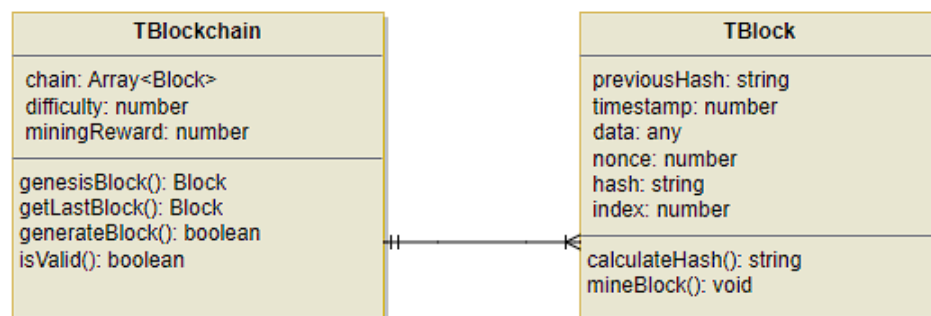 TBlockchain
chain: Array<Block>
difficulty: number
miningReward: number
genesisBlock(): Block
getLastBlock(): Block
generateBlock(): boolean
isValid(): boolean
TBlock
previousHash: string
timestamp: number
data: any
nonce: number
hash: string
index: number
calculateHash(): string
mineBlock(): void